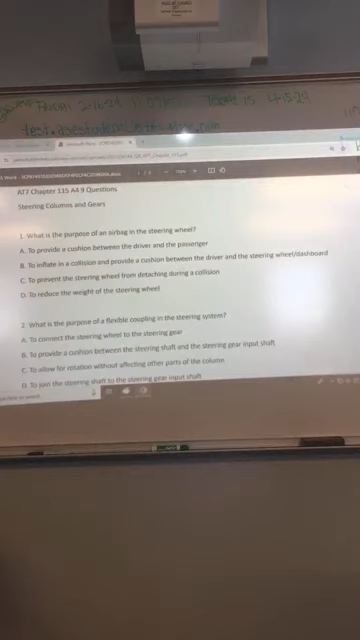 Today is 4-15-24
AT7 Chapter 115 A4.9 Questions
Steering Columns and Gears
1. What is the purpose of an airbag in the steering wheel?
A. To provide a cushion between the driver and the passenger
B. To inflate in a collision and provide a cushion between the driver and the steering wheel/dashboard
C. To prevent the steering wheel from detaching during a collision
D. To reduce the weight of the steering wheel
2. What is the purpose of a flexible coupling in the steering system?
A. To connect the steering wheel to the steering gear
B. To provide a cushion between the steering shaft and the steering gear input shaft
C. To allow for rotation without affecting other parts of the column
D. To join the steering shaft to the steering gear input shaft